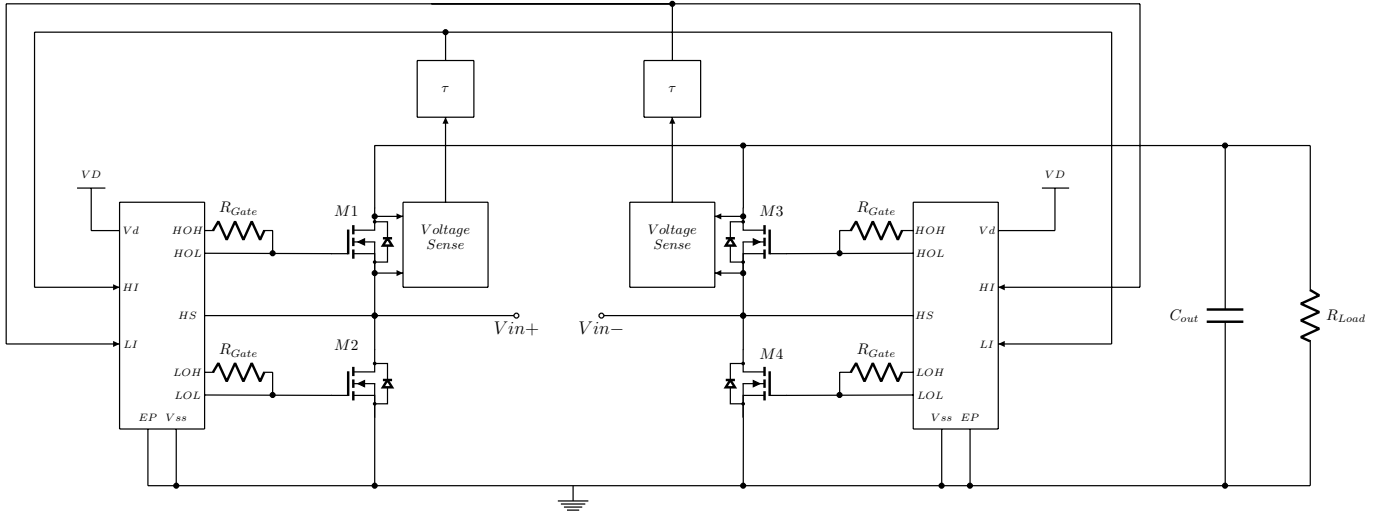 τ
τ
VD
VD
R_Gate
M1
Voltage
Sense
Voltage
Sense
M3
R_Gate
Vd
HOH
HOL
HOH
Vd
HOL
HI
HI
HS
Vin+
Vin−
HS
C_out
R_Load
LI
R_Gate
M2
M4
R_Gate
LI
LOH
LOL
LOH
LOL
EP Vss
Vss EP